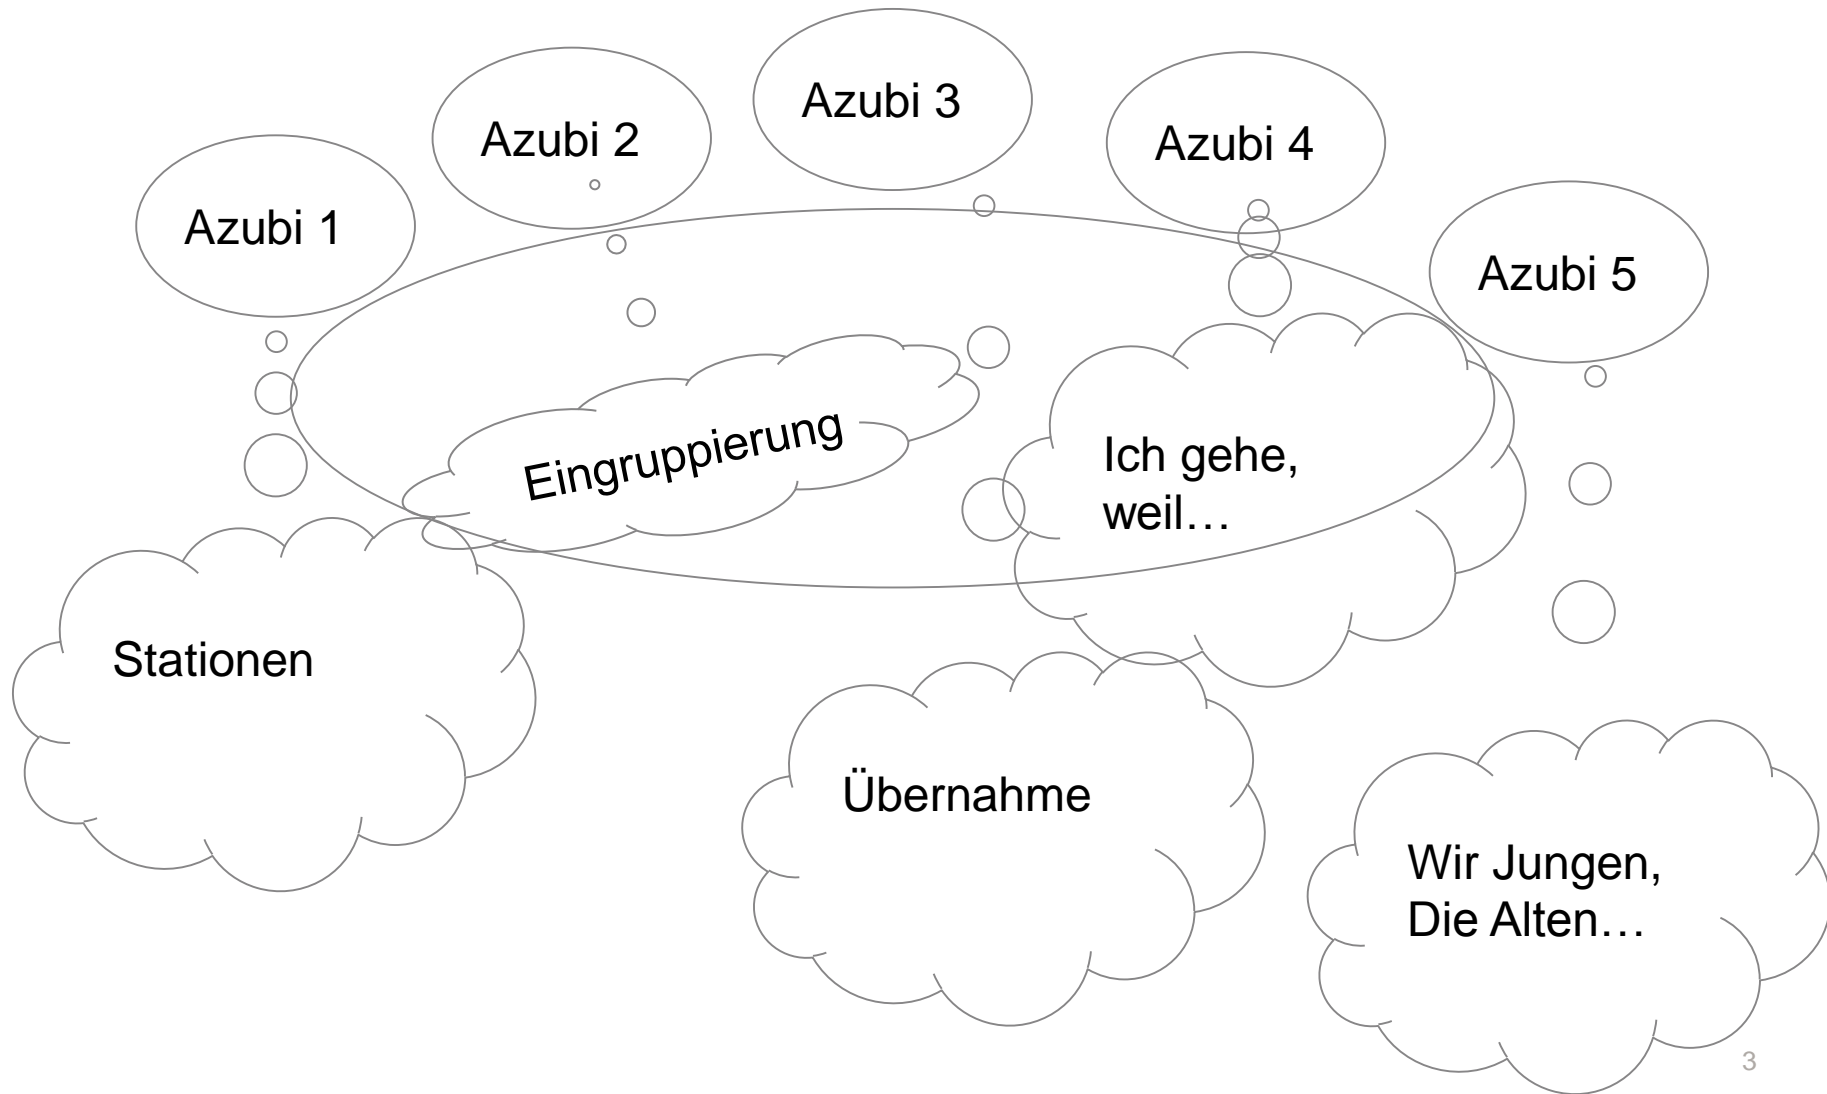 Azubi 1
Azubi 2
Azubi 3
Azubi 4
Azubi 5
Eingruppierung
Ich gehe,
weil…
Stationen
Übernahme
Wir Jungen,
Die Alten…
3